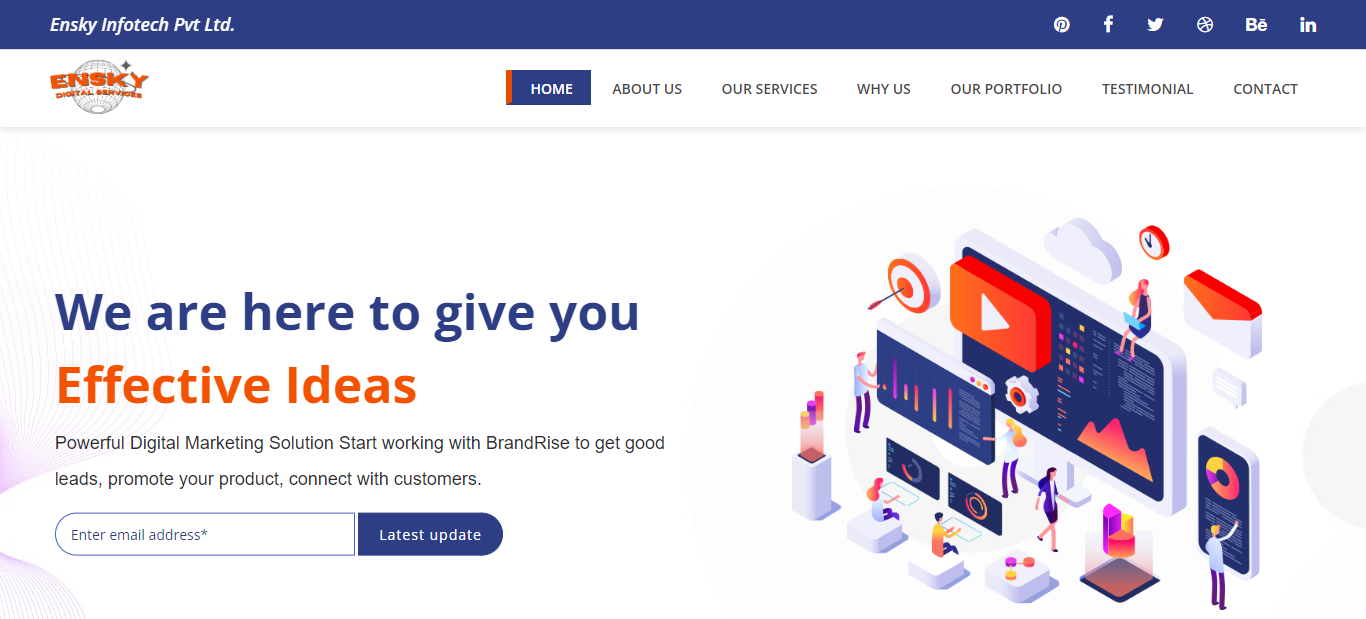 Ensky Infotech Pvt Ltd.
ENSKY
DIGITAL SERVICES
HOME ABOUT US OUR SERVICES WHY US OUR PORTFOLIO TESTIMONIAL CONTACT
We are here to give you
Effective Ideas
Powerful Digital Marketing Solution Start working with BrandRise to get good
leads, promote your product, connect with customers.
Enter email address* Latest update